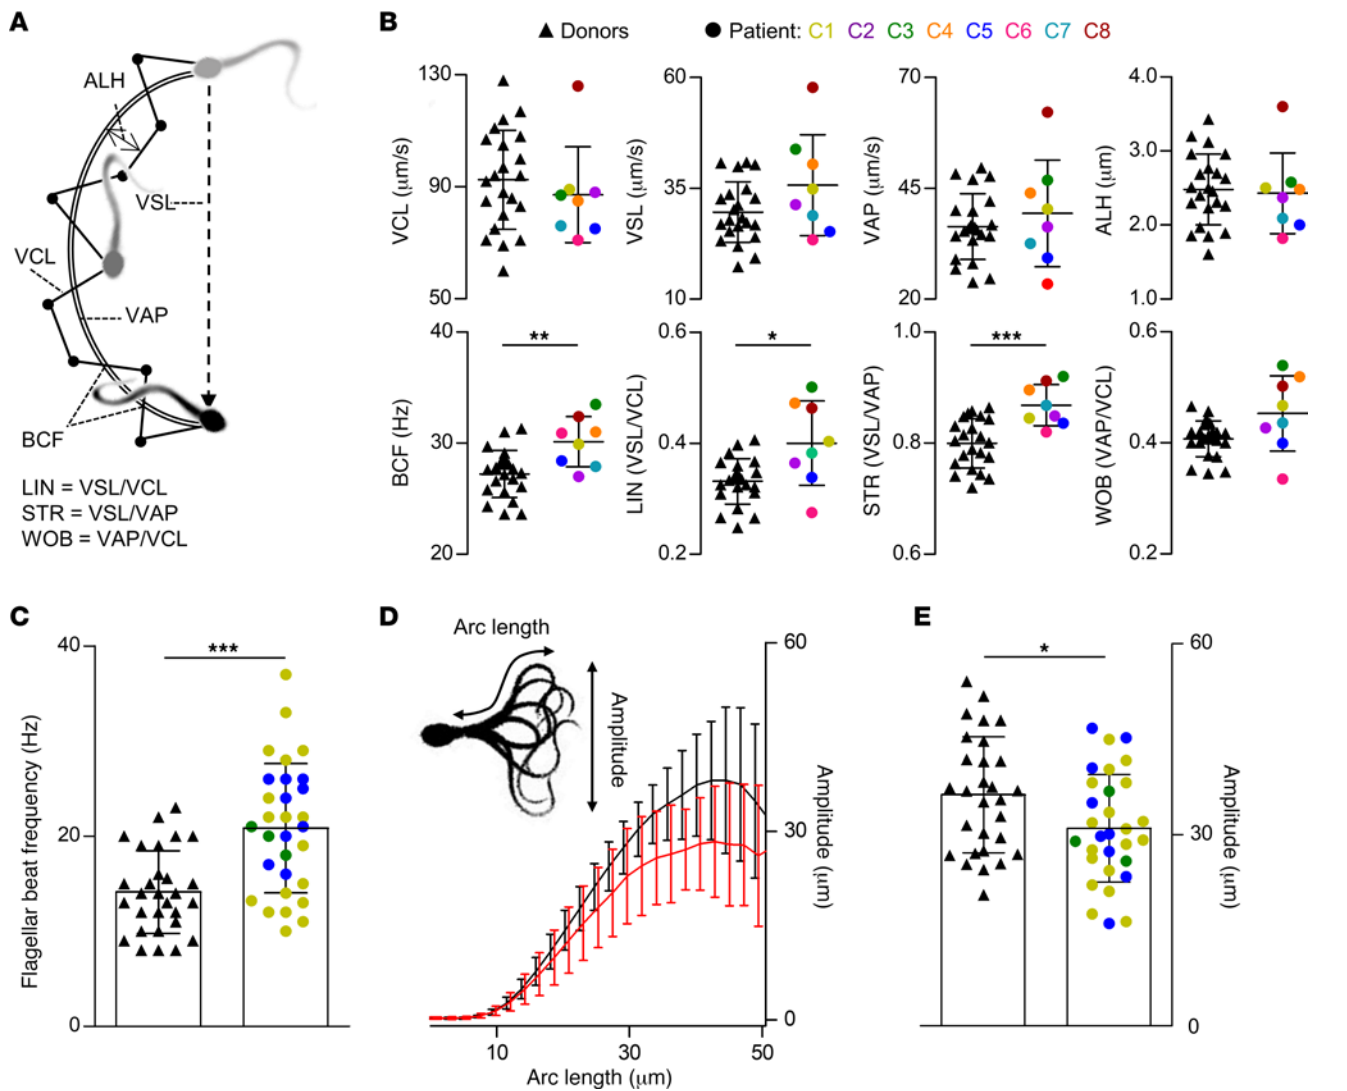 A
ALH
VSL
VCL
VAP
BCF
LIN = VSL/VCL
STR = VSL/VAP
WOB = VAP/VCL
B
Donors
Patient: C1 C2 C3 C4 C5 C6 C7 C8
VCL (μm/s)
130
90
50
VSL (μm/s)
60
35
10
VAP (μm/s)
70
45
20
ALH (μm)
4.0
3.0
2.0
1.0
BCF (Hz)
40
30
20
**
LIN (VSL/VCL)
0.6
0.4
0.2
*
STR (VSL/VAP)
1.0
0.8
0.6
***
WOB (VAP/VCL)
0.6
0.4
0.2
C
Flagellar beat frequency (Hz)
40
20
0
***
D
Arc length
Amplitude
60
30
0
Amplitude (μm)
10
30
50
Arc length (μm)
E
*
60
30
0
Amplitude (μm)